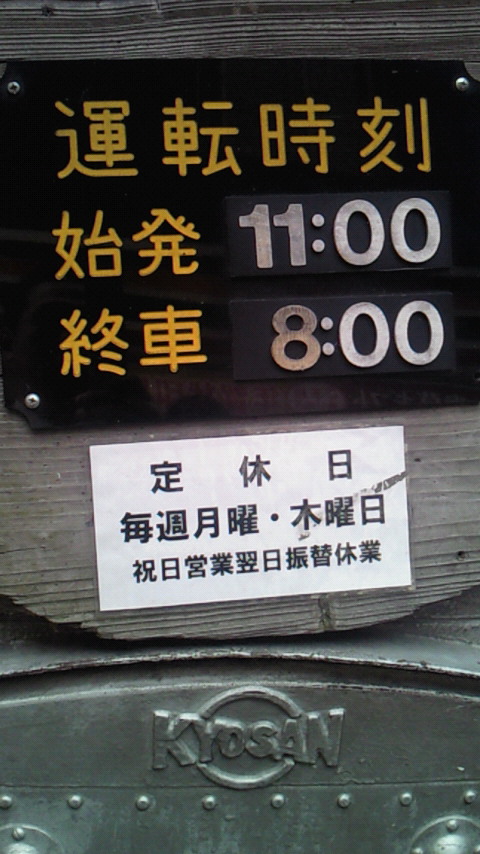 運転時刻
始発 11:00
終車 8:00
定休日
毎週月曜・木曜日
祝日営業翌日振替休業
KYOSAN